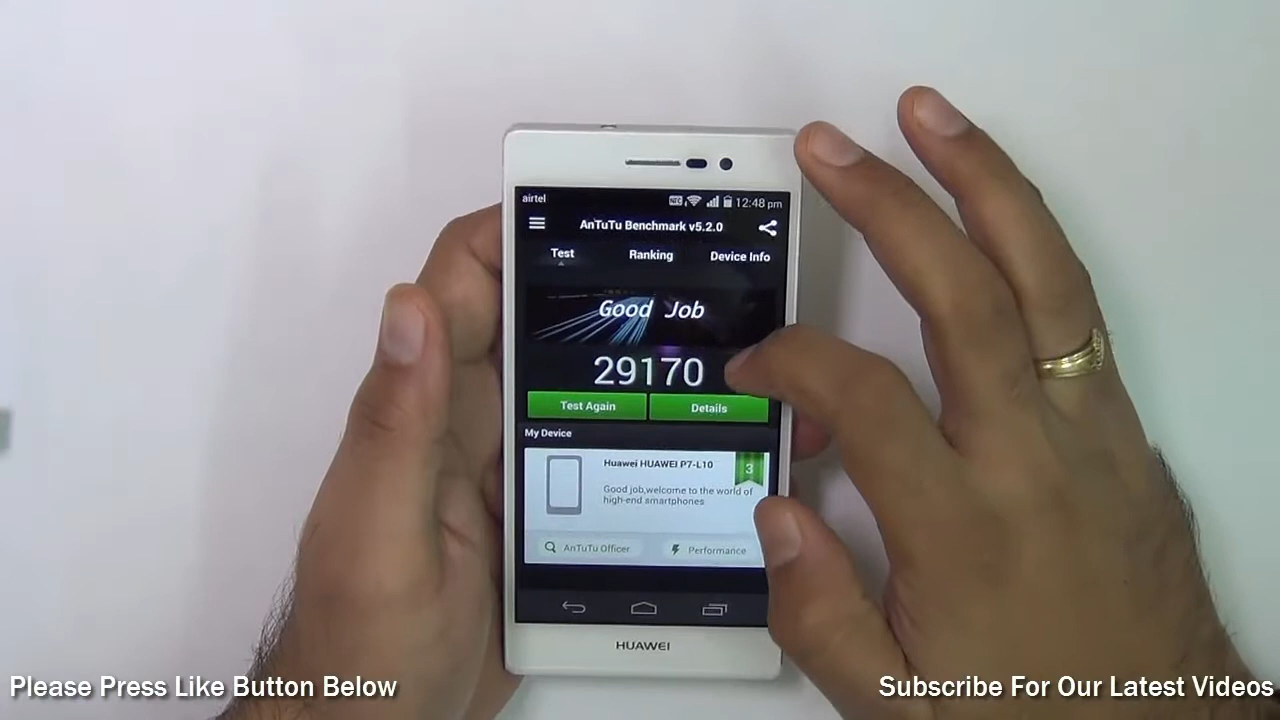 airtel
NFC
12:48 pm
AnTuTu Benchmark v5.2.0
Test
Ranking
Device Info
Good Job
29170
Test Again
Details
My Device
Huawei HUAWEI P7-L10
3
Good job,welcome to the world of
high-end smartphones
AnTuTu Officer
Performance
HUAWEI
Please Press Like Button Below
Subscribe For Our Latest Videos